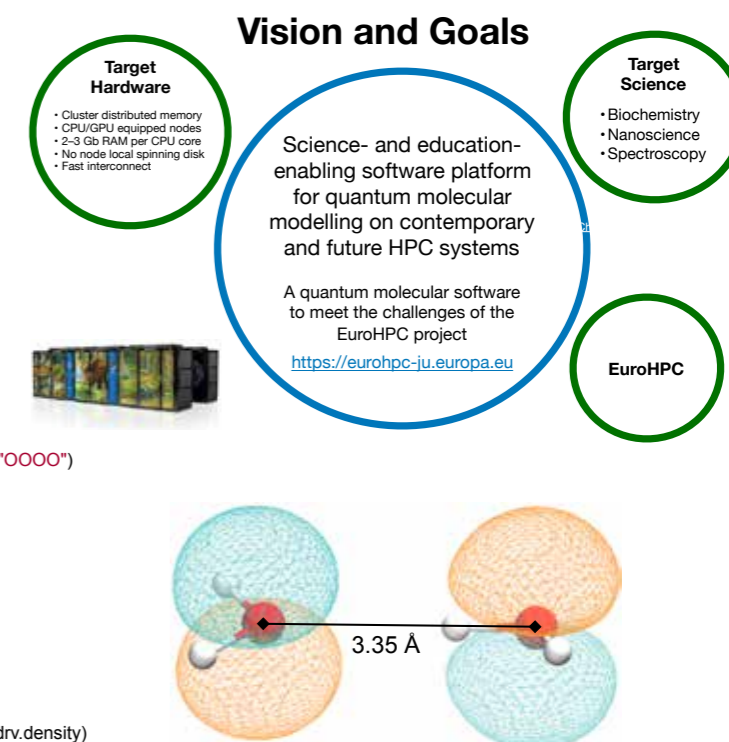 Vision and Goals
Target
Hardware
• Cluster distributed memory
• CPU/GPU equipped nodes
• 2–3 Gb RAM per CPU core
• No node local spinning disk
• Fast interconnect
Science- and education-
enabling software platform
for quantum molecular
modelling on contemporary
and future HPC systems
A quantum molecular software
to meet the challenges of the
EuroHPC project
https://eurohpc-ju.europa.eu
Target
Science
• Biochemistry
• Nanoscience
• Spectroscopy
EuroHPC
"OOOO")
3.35 Å
drv.density)